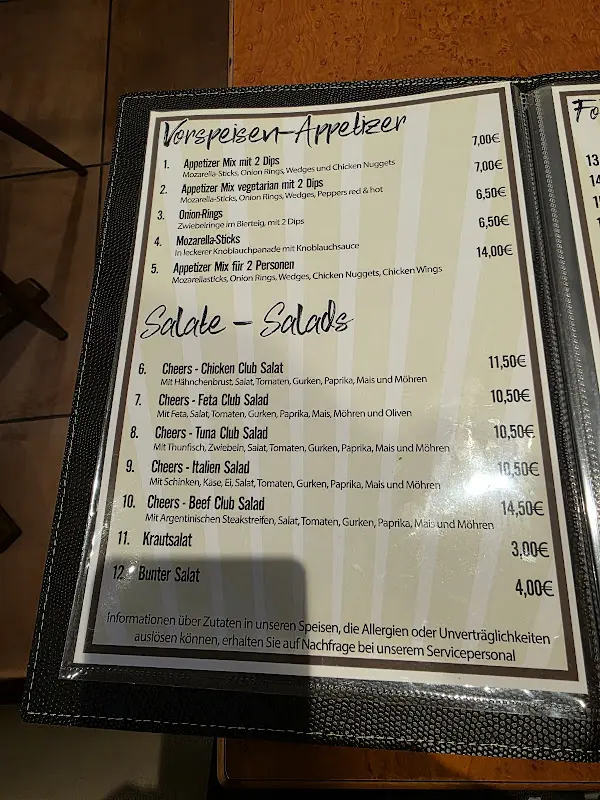 Vorspeisen-Appetizer
1. Appetizer Mix mit 2 Dips 7,00€
Mozarella-Sticks, Onion Rings, Wedges und Chicken Nuggets
2. Appetizer Mix vegetarian mit 2 Dips 7,00€
Mozarella-Sticks, Onion Rings, Wedges, Peppers red & hot
3. Onion-Rings 6,50€
Zwiebelringe im Bierteig, mit 2 Dips
4. Mozarella-Sticks 6,50€
In leckerer Knoblauchpanade mit Knoblauchsauce
5. Appetizer Mix für 2 Personen 14,00€
Mozarellasticks, Onion Rings, Wedges, Chicken Nuggets, Chicken Wings
Salate - Salads
6. Cheers - Chicken Club Salat 11,50€
Mit Hähnchenbrust, Salat, Tomaten, Gurken, Paprika, Mais und Möhren
7. Cheers - Feta Club Salad 10,50€
Mit Feta, Salat, Tomaten, Gurken, Paprika, Mais, Möhren und Oliven
8. Cheers - Tuna Club Salad 10,50€
Mit Thunfisch, Zwiebeln, Salat, Tomaten, Gurken, Paprika, Mais und Möhren
9. Cheers - Italien Salad 10,50€
Mit Schinken, Käse, Ei, Salat, Tomaten, Gurken, Paprika, Mais und Möhren
10. Cheers - Beef Club Salad 14,50€
Mit Argentinischen Steakstreifen, Salat, Tomaten, Gurken, Paprika, Mais und Möhren
11. Krautsalat 3,00€
12. Bunter Salat 4,00€
Informationen über Zutaten in unseren Speisen, die Allergien oder Unverträglichkeiten
auslösen können, erhalten Sie auf Nachfrage bei unserem Servicepersonal
13